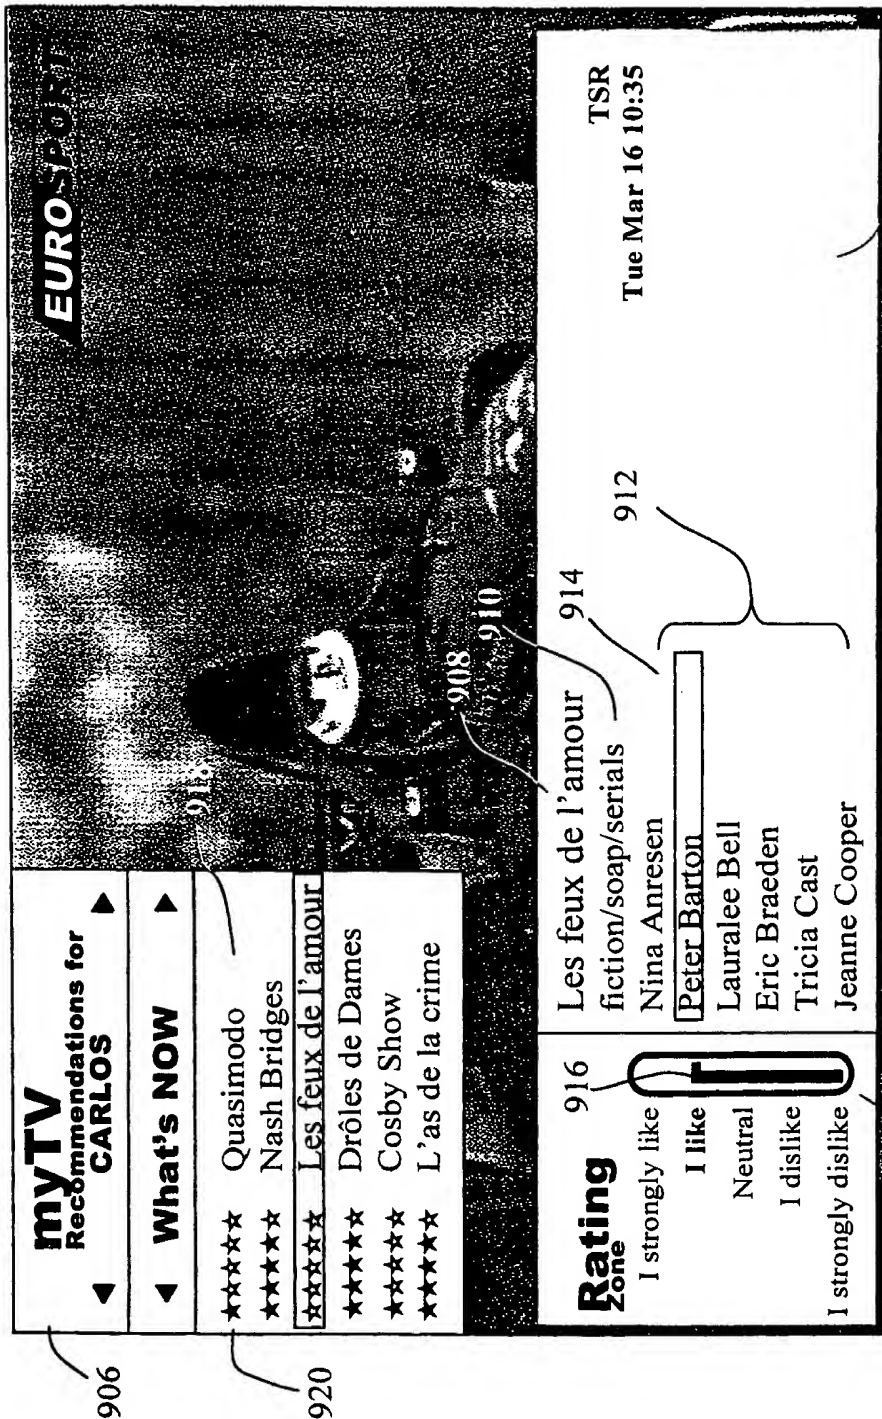 906
myTV
Recommendations for
CARLOS
What's NOW
920
★★★★★ Quasimodo
★★★★★ Nash Bridges
★★★★★ Les feux de l'amour
★★★★★ Drôles de Dames
★★★★★ Cosby Show
★★★★★ L'as de la crime
918
EUROSPORT
908
910
Rating
Zone
916
I strongly like
I like
Neutral
I dislike
I strongly dislike
Les feux de l'amour
fiction/soap/serials
Nina Anresen
Peter Barton
Lauralee Bell
Eric Braeden
Tricia Cast
Jeanne Cooper
914
912
TSR
Tue Mar 16 10:35